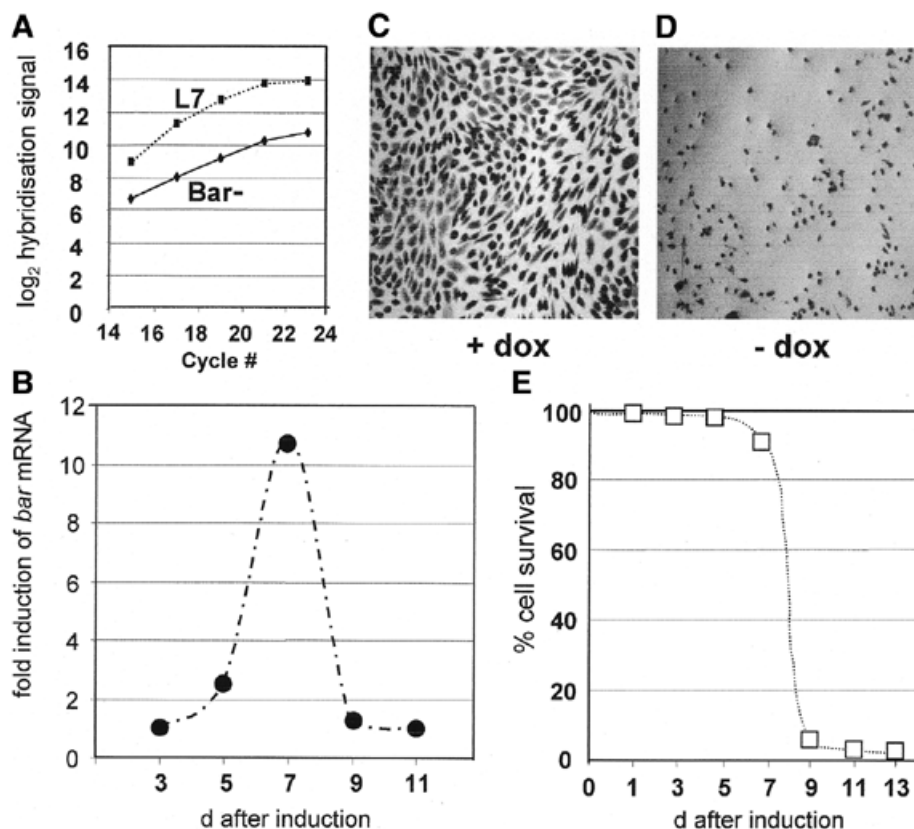 A
16
14
12
10
8
6
4
2
0
L7
Bar-
14 16 18 20 22 24
Cycle #
log₂ hybridisation signal
C
+ dox
D
- dox
B
12
10
8
6
4
2
0
3 5 7 9 11
d after induction
fold induction of bar mRNA
E
100
80
60
40
20
0
0 1 3 5 7 9 11 13
d after induction
% cell survival